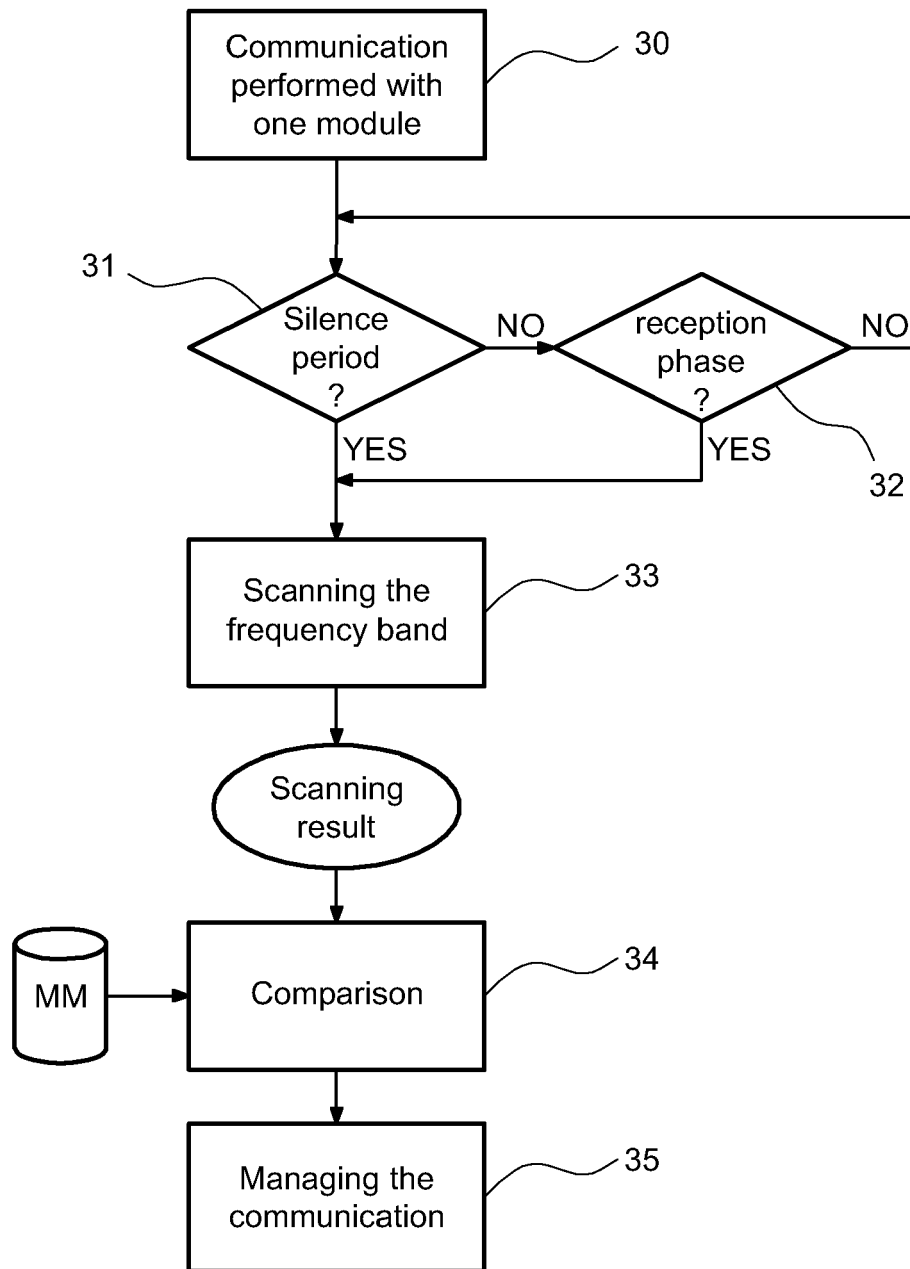 Communication
performed with
one module
30
31
Silence
period
?
NO
reception
phase
?
NO
YES
YES
32
Scanning the
frequency band
33
Scanning
result
MM
Comparison
34
Managing the
communication
35